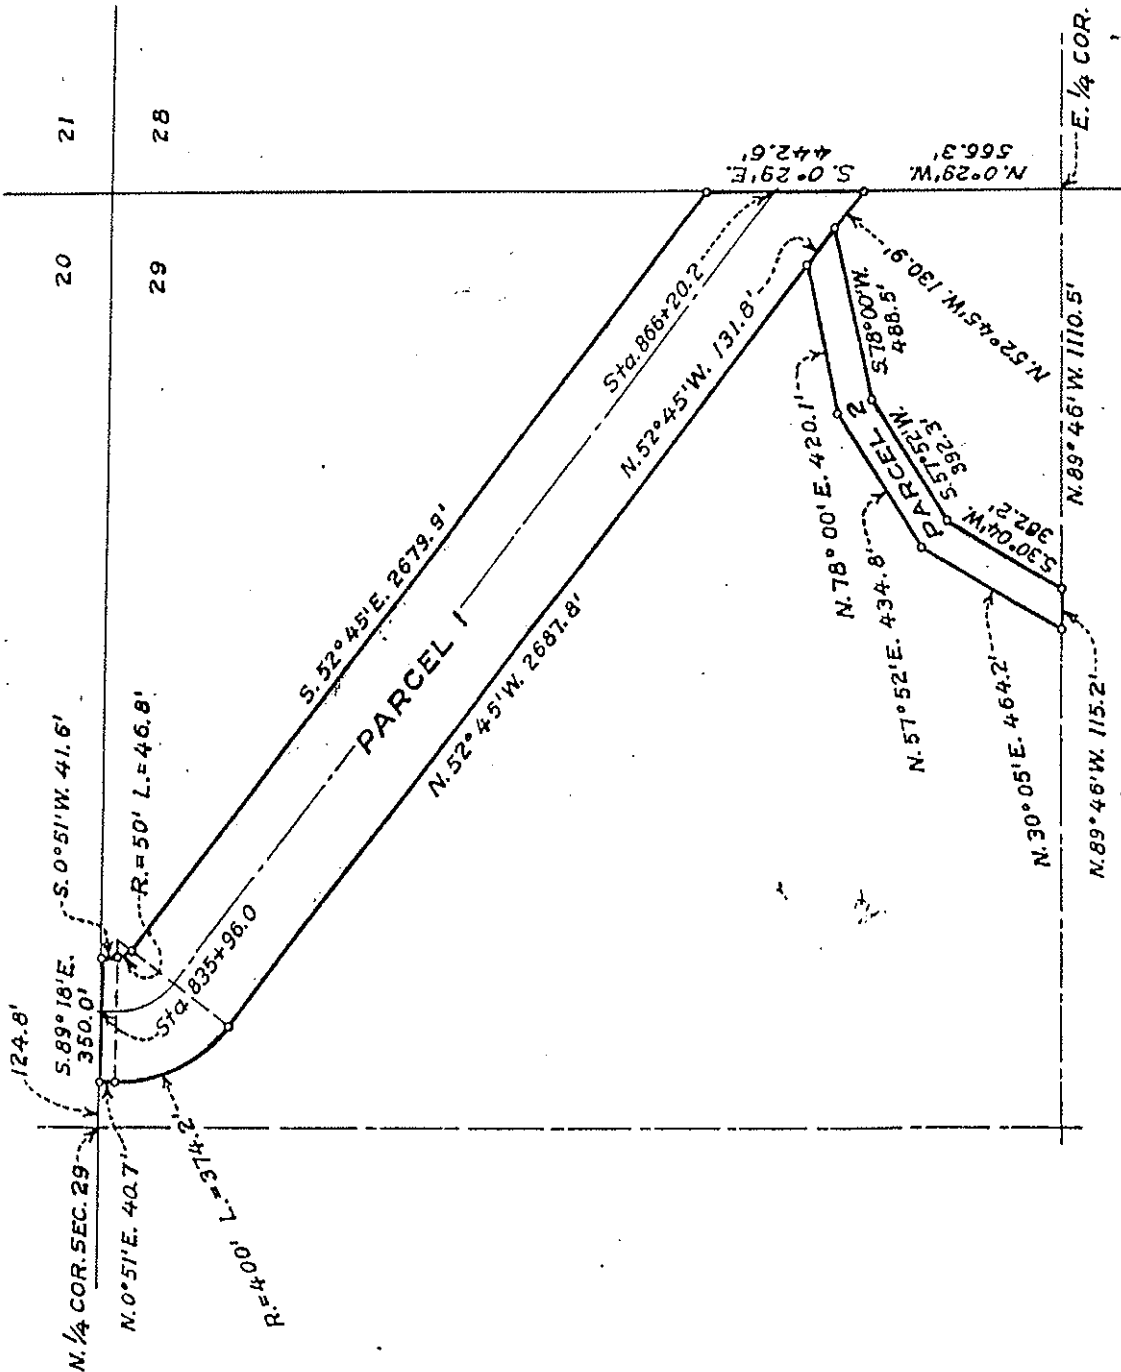 21
28
20
29
S. 0°29'E.
442.6'
N. 0°29'W.
566.3'
E. 1/4 COR.
124.8'
S. 89° 18' E.
350.0'
S. 0°51' W. 41.6'
R.=50' L.=46.8'
N. 1/4 COR. SEC. 29
N. 0°51' E. 40.7'
R.=400' L.=374.2'
Sta 835+96.0
S. 52° 45' E. 2679.9'
PARCEL 1
N. 52° 45' W. 2687.8'
Sta. 866+20.2
N. 52° 45' W. 131.8'
N. 52° 45' W. 130.9'
N. 78° 00' E. 420.1'
S. 78° 00' W.
488.5'
PARCEL 2
N. 57° 52' E. 434.8'
S. 57° 52' W.
392.3'
N. 30° 05' E. 464.2'
S. 30° 04' W.
382.2'
N. 89° 46' W. 1110.5'
N. 89° 46' W. 115.2'